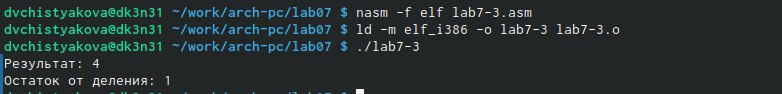 dvchistyakova@dk3n31 ~/work/arch-pc/lab07 $ nasm -f elf lab7-3.asm
dvchistyakova@dk3n31 ~/work/arch-pc/lab07 $ ld -m elf_i386 -o lab7-3 lab7-3.o
dvchistyakova@dk3n31 ~/work/arch-pc/lab07 $ ./lab7-3
Результат: 4
Остаток от деления: 1